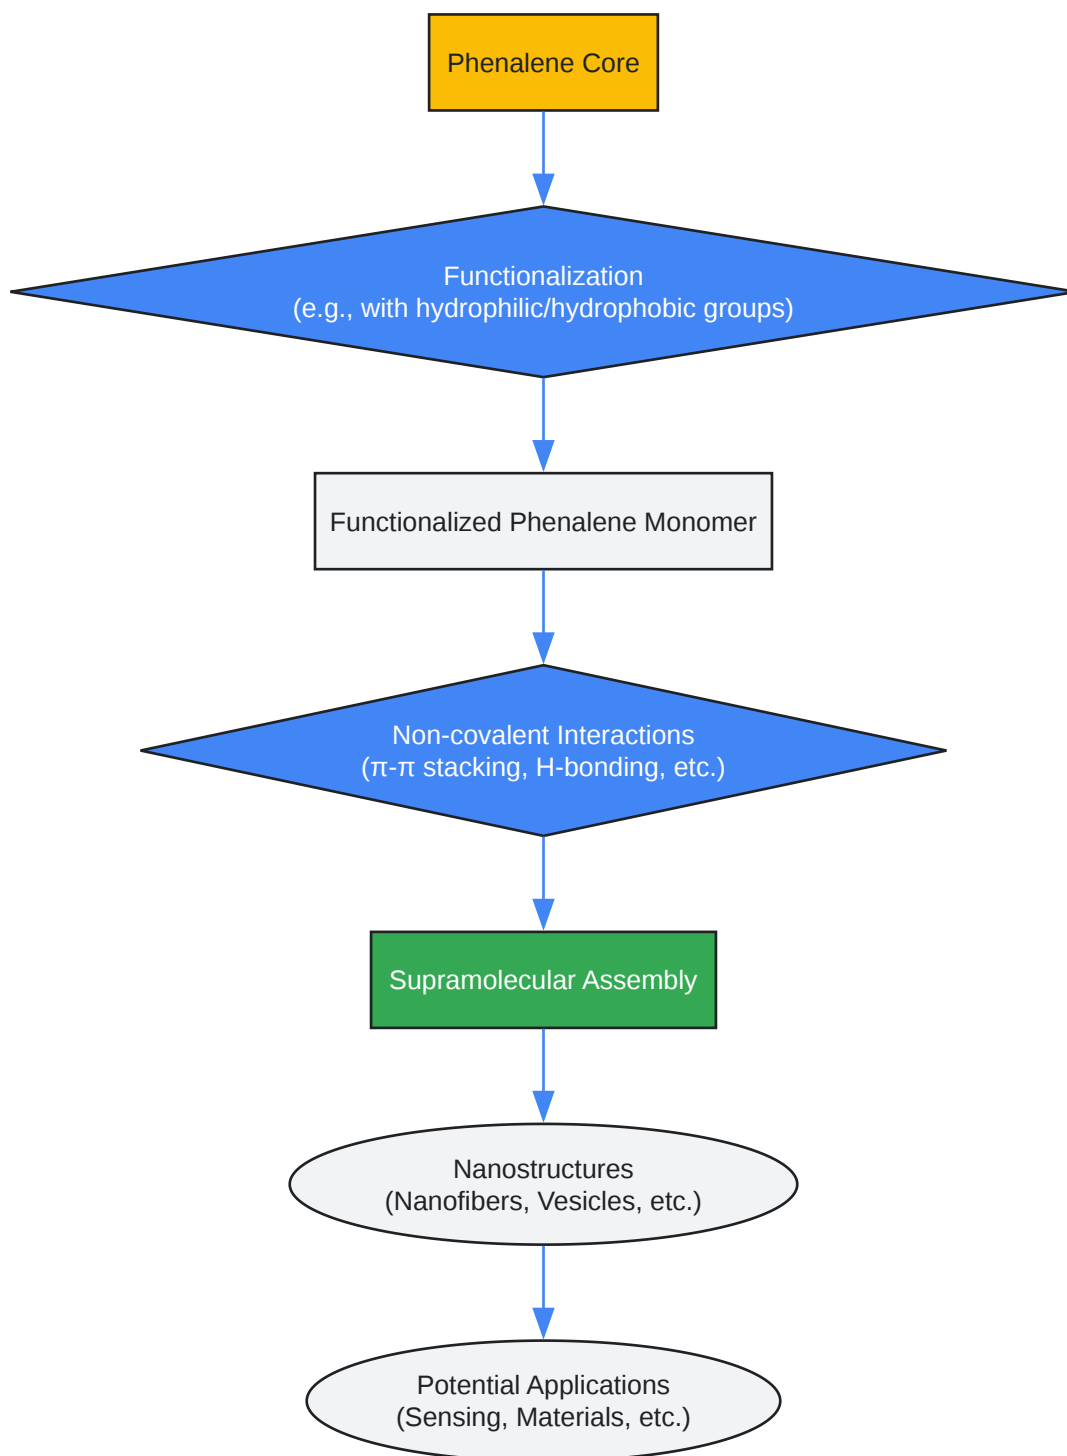 Phenalene Core
Functionalization
(e.g., with hydrophilic/hydrophobic groups)
Functionalized Phenalene Monomer
Non-covalent Interactions
(π-π stacking, H-bonding, etc.)
Supramolecular Assembly
Nanostructures
(Nanofibers, Vesicles, etc.)
Potential Applications
(Sensing, Materials, etc.)